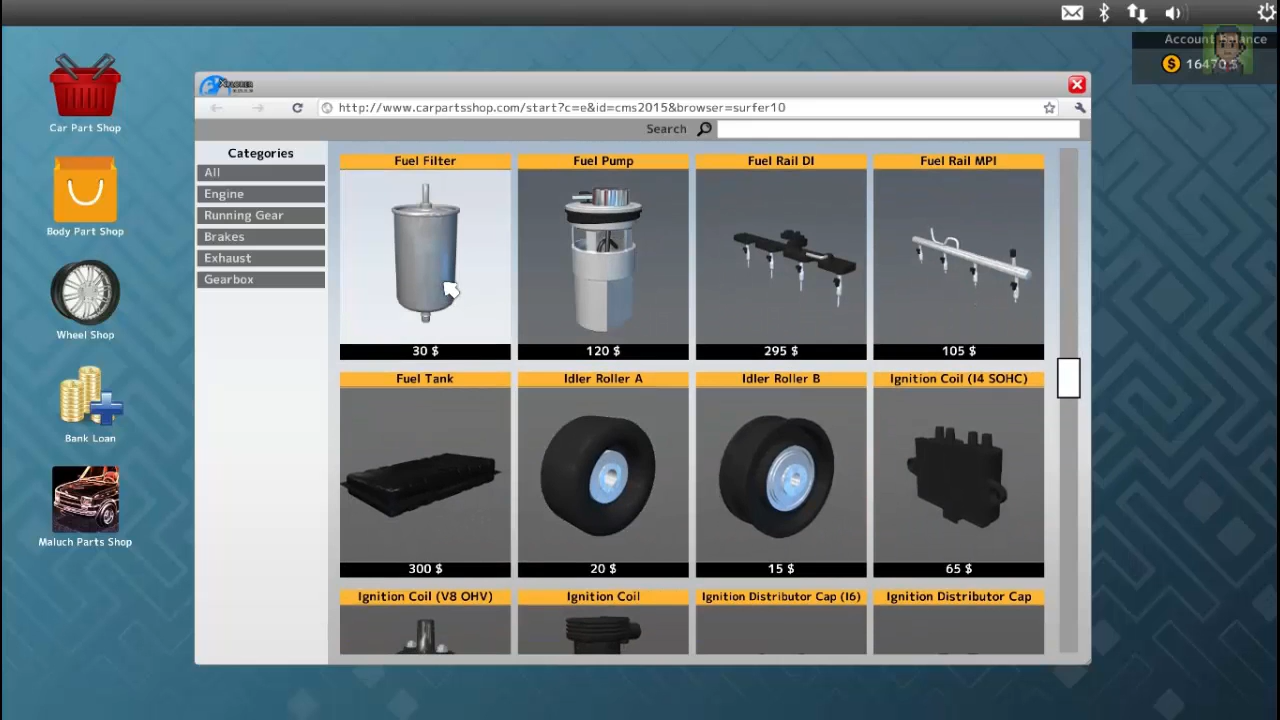 Account Balance
16470 $
Car Part Shop
Body Part Shop
Wheel Shop
Bank Loan
Maluch Parts Shop
XPLORER
http://www.carpartsshop.com/start?c=e&id=cms2015&browser=surfer10
Search
Categories
All
Engine
Running Gear
Brakes
Exhaust
Gearbox
Fuel Filter
Fuel Pump
Fuel Rail DI
Fuel Rail MPI
30 $
120 $
295 $
105 $
Fuel Tank
Idler Roller A
Idler Roller B
Ignition Coil (I4 SOHC)
300 $
20 $
15 $
65 $
Ignition Coil (V8 OHV)
Ignition Coil
Ignition Distributor Cap (I6)
Ignition Distributor Cap